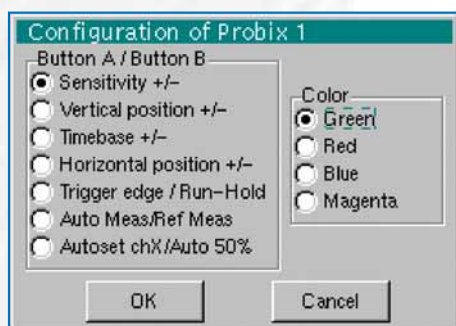 Configuration of Probix 1
Button A / Button B
Sensitivity +/-
Vertical position +/-
Timebase +/-
Horizontal position +/-
Trigger edge / Run-Hold
Auto Meas/Ref Meas
Autoset chX/Auto 50%
Color
Green
Red
Blue
Magenta
OK
Cancel